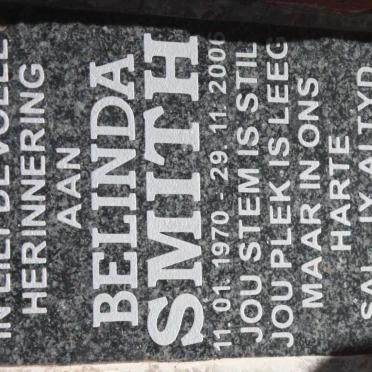 IN LIEFDEVOLLE
HERINNERING
AAN
BELINDA
SMITH
11. 01. 1970 - 29. 11. 2006
JOU STEM IS STIL
JOU PLEK IS LEEG
MAAR IN ONS
HARTE
SAL JY ALTYD